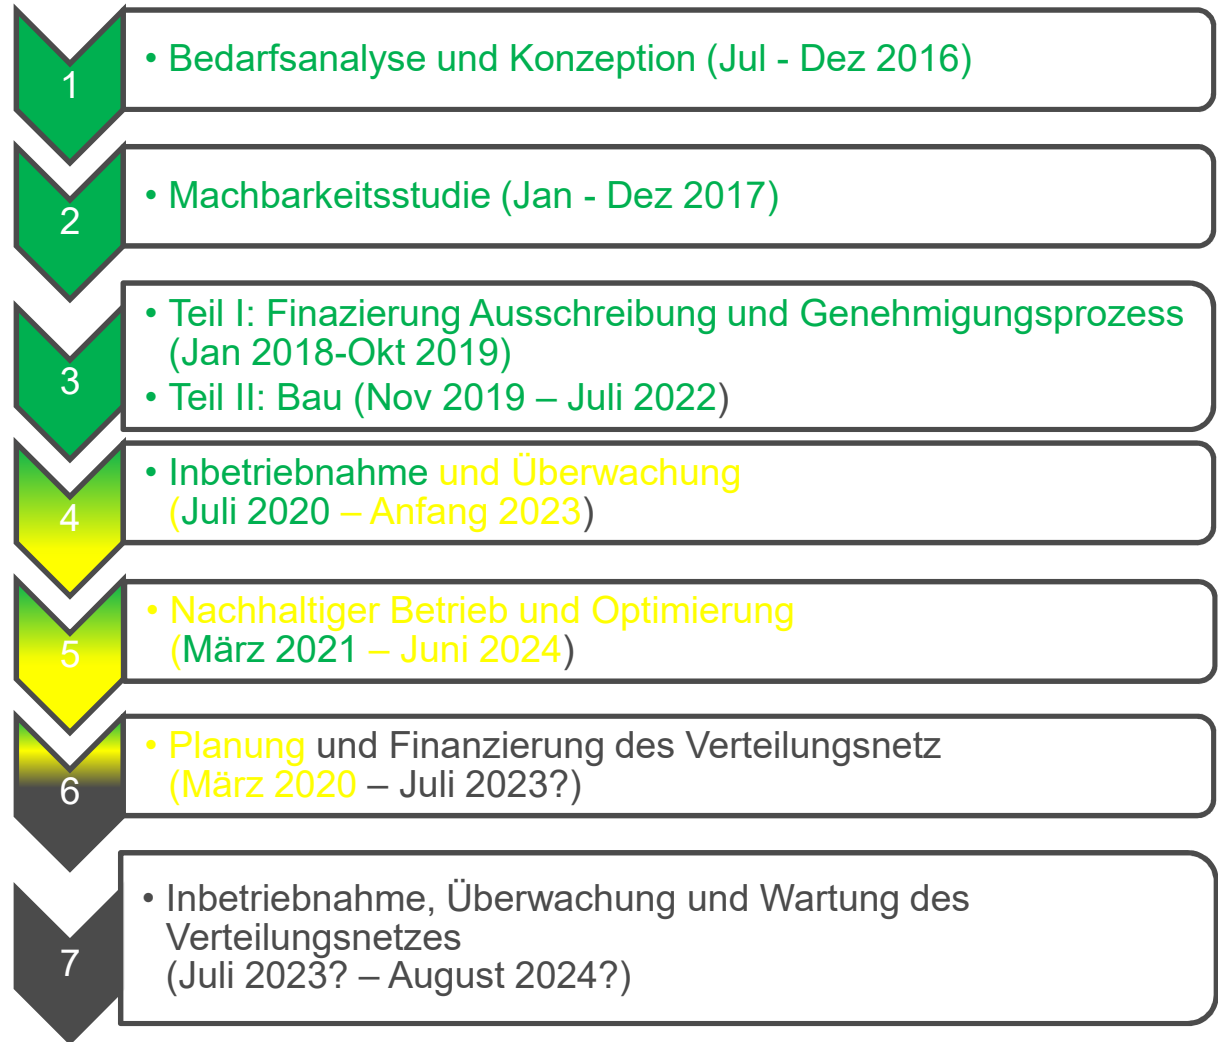 1
• Bedarfsanalyse und Konzeption (Jul - Dez 2016)
2
• Machbarkeitsstudie (Jan - Dez 2017)
3
• Teil I: Finazierung Ausschreibung und Genehmigungsprozess
(Jan 2018-Okt 2019)
• Teil II: Bau (Nov 2019 – Juli 2022)
4
• Inbetriebnahme und Überwachung
(Juli 2020 – Anfang 2023)
5
• Nachhaltiger Betrieb und Optimierung
(März 2021 – Juni 2024)
6
• Planung und Finanzierung des Verteilungsnetz
(März 2020 – Juli 2023?)
7
• Inbetriebnahme, Überwachung und Wartung des
Verteilungsnetzes
(Juli 2023? – August 2024?)